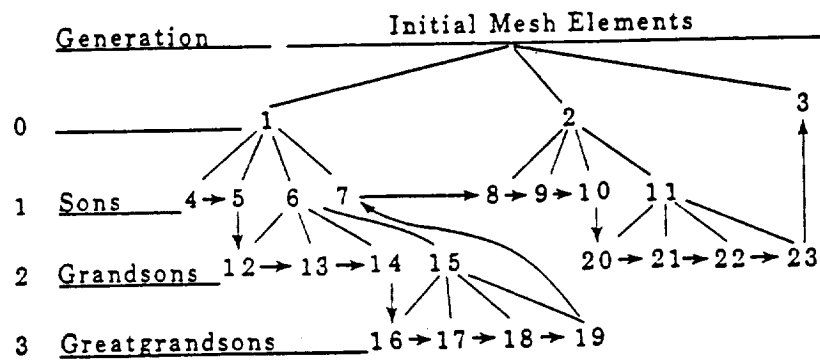 Generation Initial Mesh Elements
3
0 1 2
1 Sons 4 5 6 7 8 9 10 11
2 Grandsons 12 13 14 15 20 21 22 23
3 Greatgrandsons 16 17 18 19